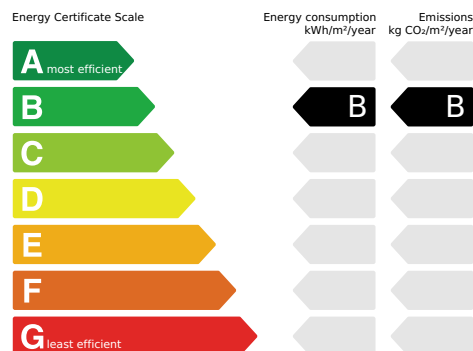 Energy Certificate Scale
Energy consumption
kWh/m²/year
Emissions
kg CO₂/m²/year
A most efficient
B
B
B
C
D
E
F
G least efficient